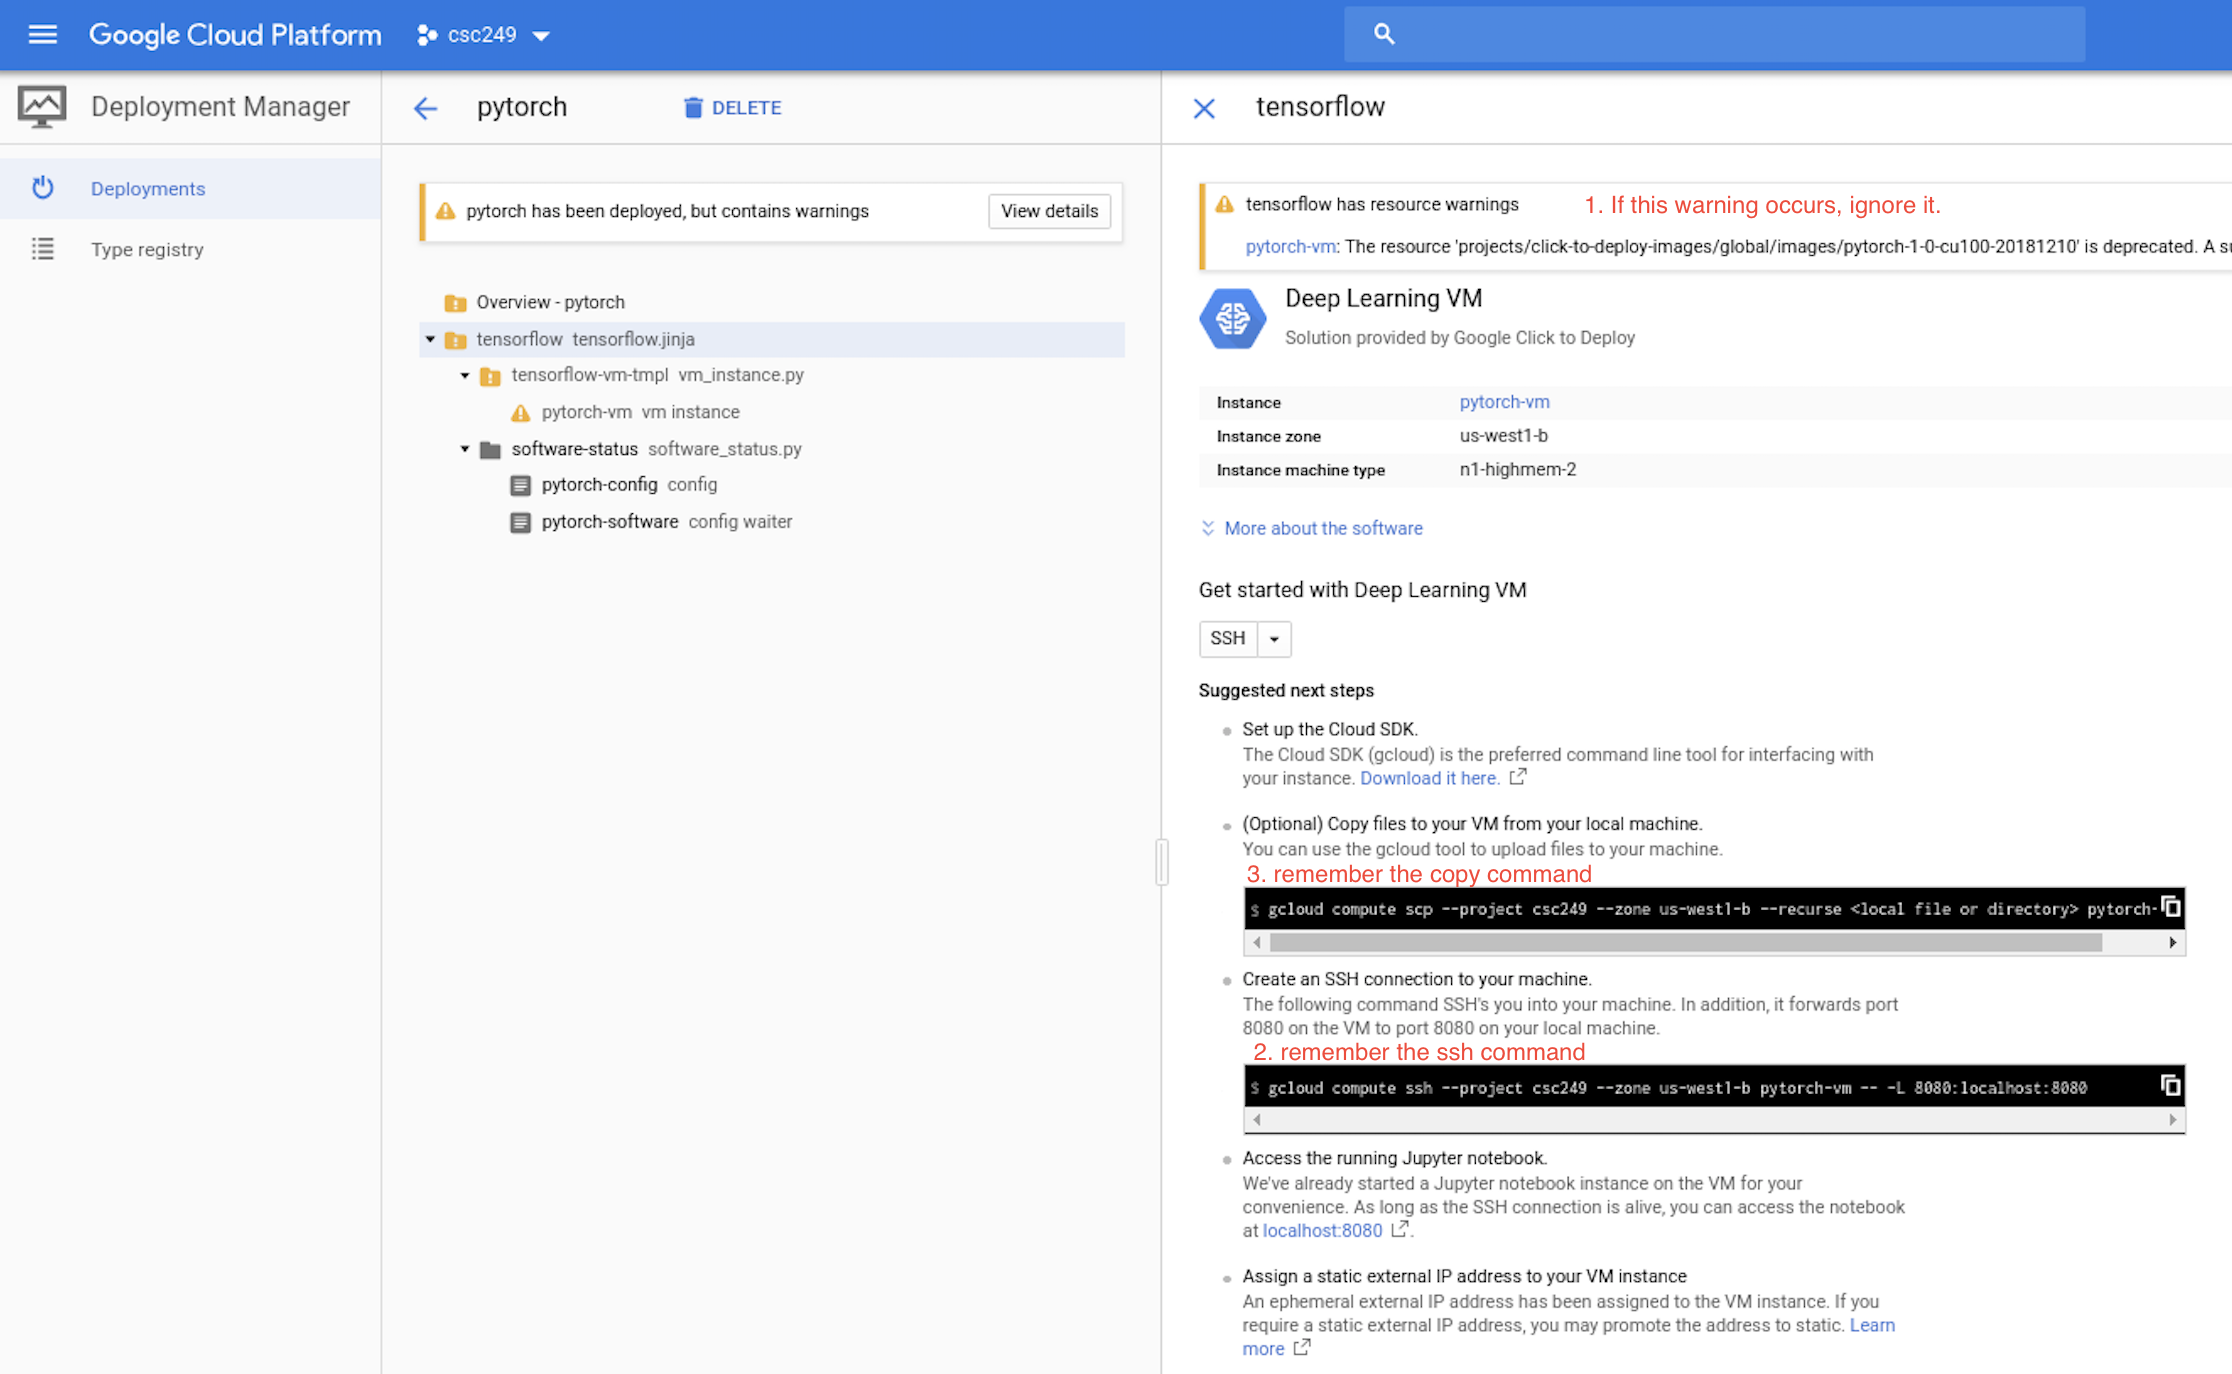 Google Cloud Platform
csc249
Deployment Manager
Deployments
Type registry
pytorch
DELETE
pytorch has been deployed, but contains warnings
View details
Overview - pytorch
tensorflow tensorflow.jinja
tensorflow-vm-tmpl vm_instance.py
pytorch-vm vm instance
software-status software_status.py
pytorch-config config
pytorch-software config waiter
tensorflow
tensorflow has resource warnings
1. If this warning occurs, ignore it.
pytorch-vm: The resource 'projects/click-to-deploy-images/global/images/pytorch-1-0-cu100-20181210' is deprecated. A su
Deep Learning VM
Solution provided by Google Click to Deploy
Instance pytorch-vm
Instance zone us-west1-b
Instance machine type n1-highmem-2
More about the software
Get started with Deep Learning VM
SSH
Suggested next steps
Set up the Cloud SDK.
The Cloud SDK (gcloud) is the preferred command line tool for interfacing with
your instance. Download it here.
(Optional) Copy files to your VM from your local machine.
You can use the gcloud tool to upload files to your machine.
3. remember the copy command
$ gcloud compute scp --project csc249 --zone us-west1-b --recurse <local file or directory> pytorch-
Create an SSH connection to your machine.
The following command SSH's you into your machine. In addition, it forwards port
8080 on the VM to port 8080 on your local machine.
2. remember the ssh command
$ gcloud compute ssh --project csc249 --zone us-west1-b pytorch-vm -- -L 8080:localhost:8080
Access the running Jupyter notebook.
We've already started a Jupyter notebook instance on the VM for your
convenience. As long as the SSH connection is alive, you can access the notebook
at localhost:8080 .
Assign a static external IP address to your VM instance
An ephemeral external IP address has been assigned to the VM instance. If you
require a static external IP address, you may promote the address to static. Learn
more